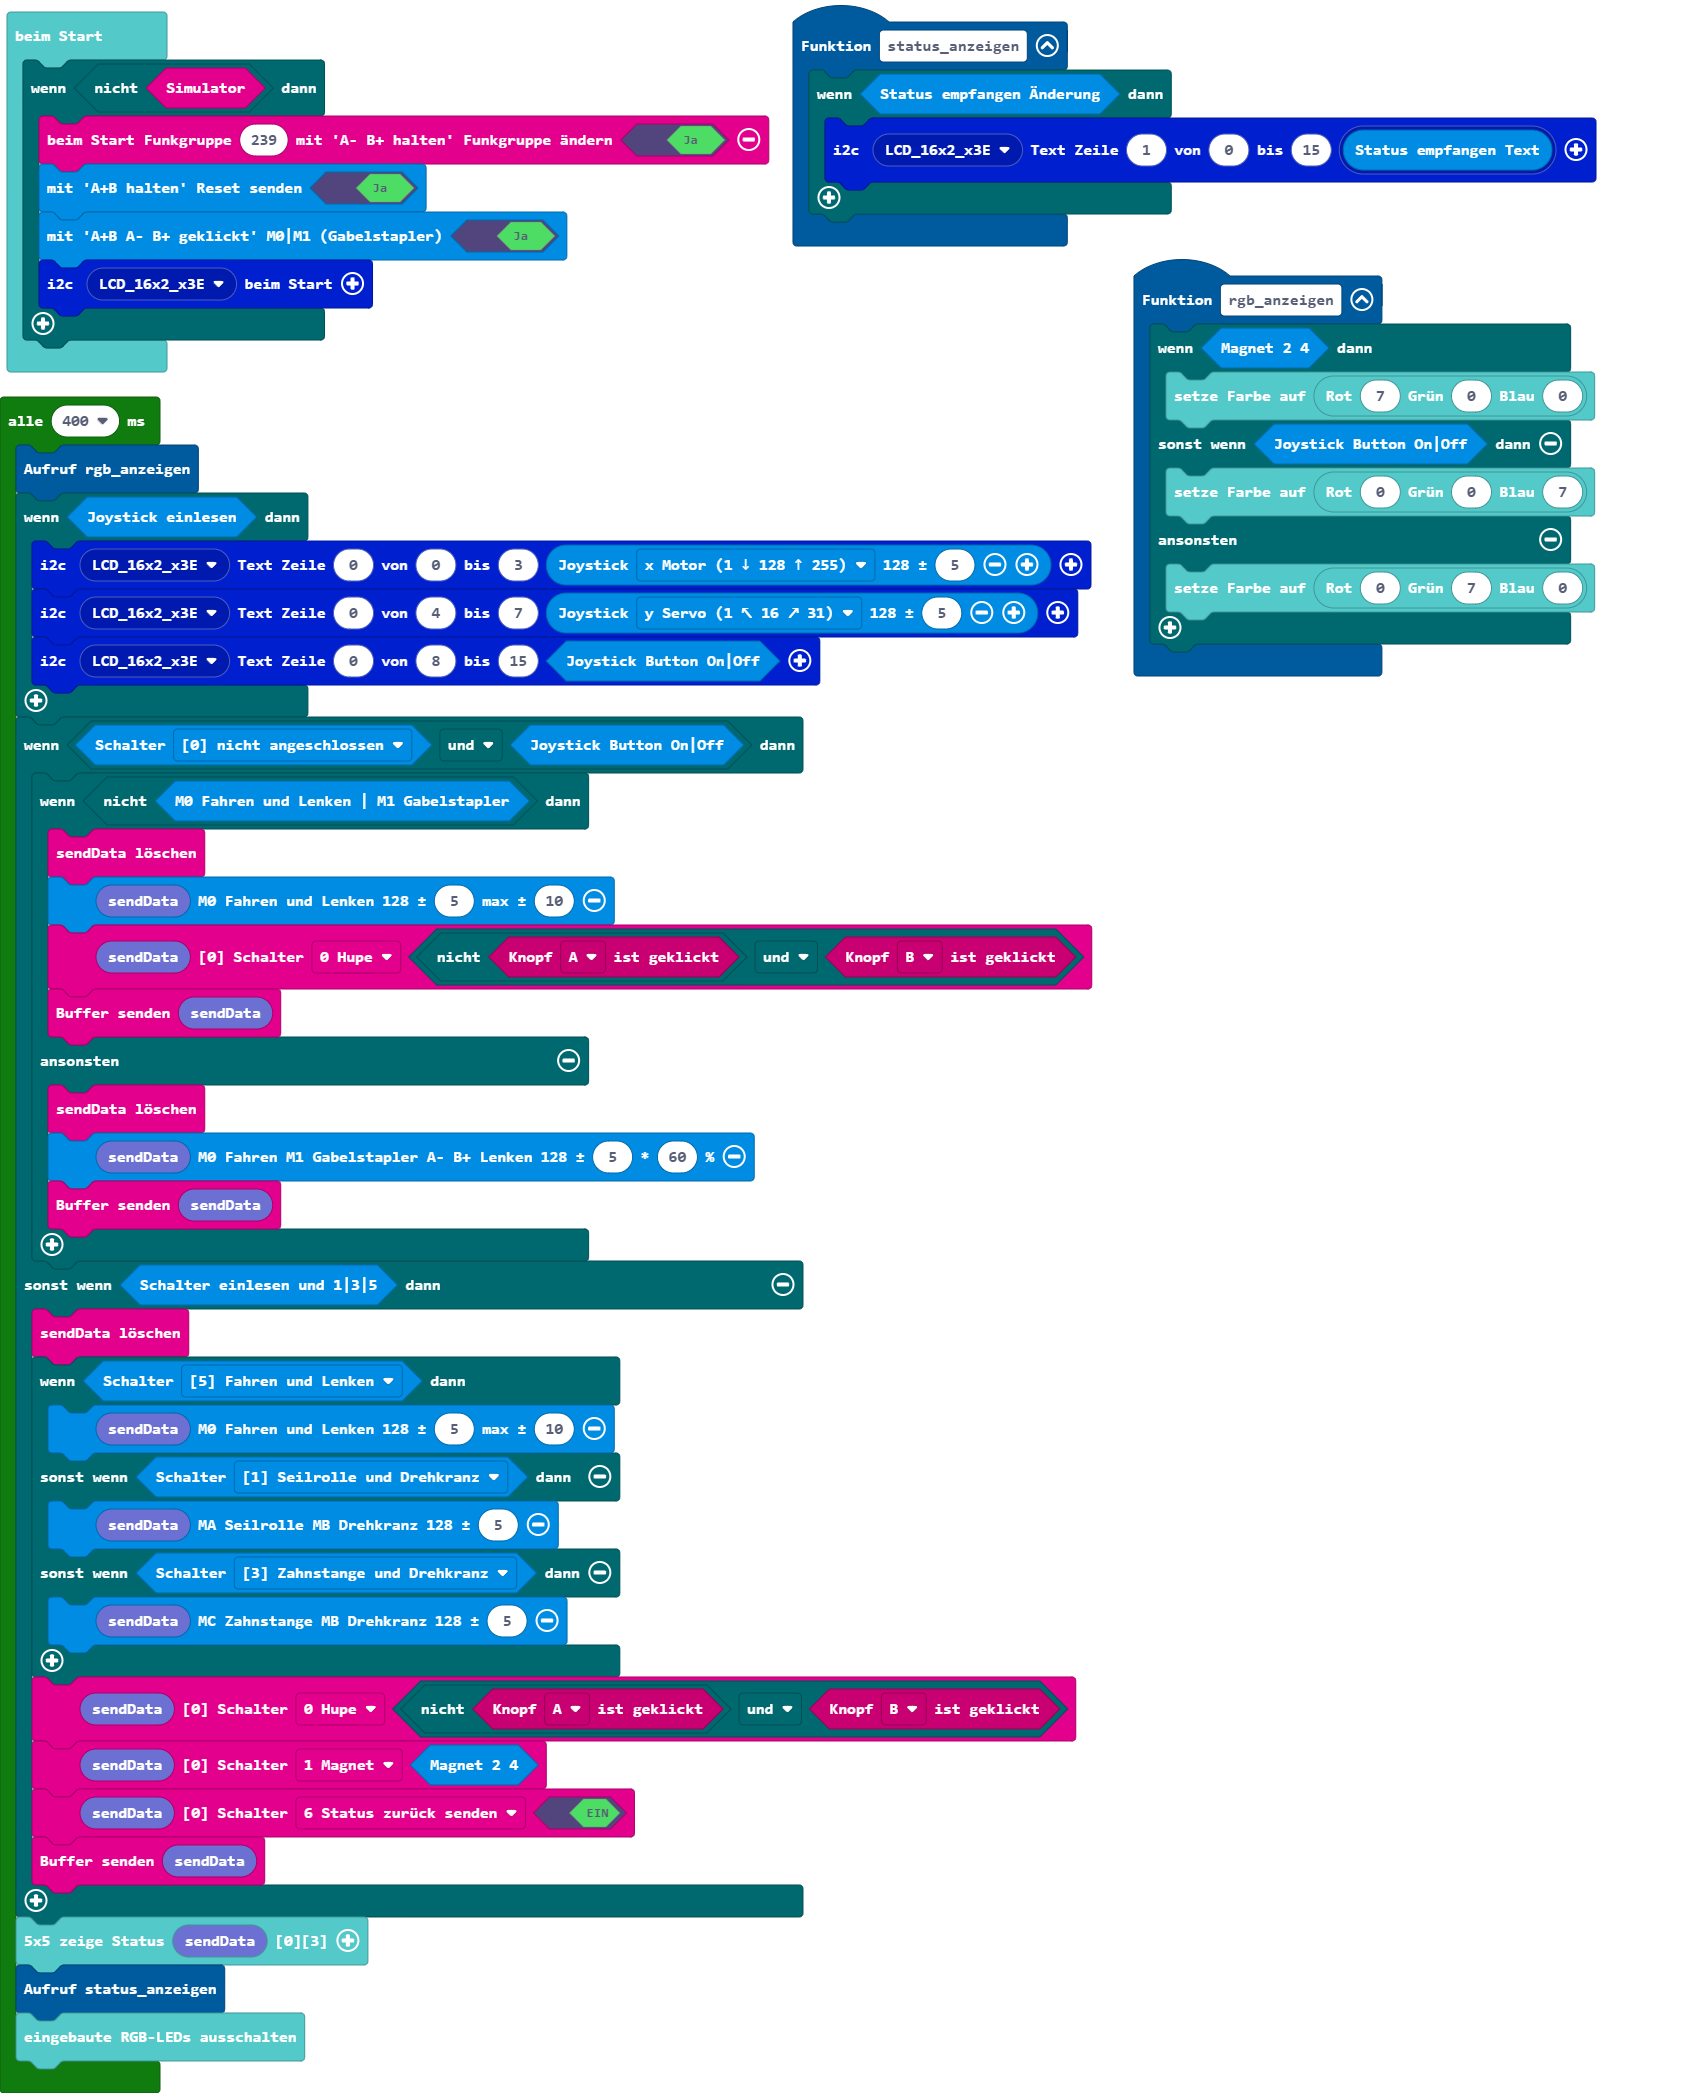 beim Start
wenn nicht Simulator dann
beim Start Funkgruppe 239 mit 'A- B+ halten' Funkgruppe ändern Ja
mit 'A+B halten' Reset senden Ja
mit 'A+B A- B+ geklickt' M0|M1 (Gabelstapler) Ja
i2c LCD_16x2_x3E beim Start
Funktion status_anzeigen
wenn Status empfangen Änderung dann
i2c LCD_16x2_x3E Text Zeile 1 von 0 bis 15 Status empfangen Text
Funktion rgb_anzeigen
wenn Magnet 2 4 dann
setze Farbe auf Rot 7 Grün 0 Blau 0
sonst wenn Joystick Button On|Off dann
setze Farbe auf Rot 0 Grün 0 Blau 7
ansonsten
setze Farbe auf Rot 0 Grün 7 Blau 0
alle 400 ms
Aufruf rgb_anzeigen
wenn Joystick einlesen dann
i2c LCD_16x2_x3E Text Zeile 0 von 0 bis 3 Joystick x Motor (1 ↓ 128 ↑ 255) 128 ± 5
i2c LCD_16x2_x3E Text Zeile 0 von 4 bis 7 Joystick y Servo (1 ↖ 16 ↗ 31) 128 ± 5
i2c LCD_16x2_x3E Text Zeile 0 von 8 bis 15 Joystick Button On|Off
wenn Schalter [0] nicht angeschlossen und Joystick Button On|Off dann
wenn nicht M0 Fahren und Lenken | M1 Gabelstapler dann
sendData löschen
sendData M0 Fahren und Lenken 128 ± 5 max ± 10
sendData [0] Schalter 0 Hupe nicht Knopf A ist geklickt und Knopf B ist geklickt
Buffer senden sendData
ansonsten
sendData löschen
sendData M0 Fahren M1 Gabelstapler A- B+ Lenken 128 ± 5 * 60 %
Buffer senden sendData
sonst wenn Schalter einlesen und 1|3|5 dann
sendData löschen
wenn Schalter [5] Fahren und Lenken dann
sendData M0 Fahren und Lenken 128 ± 5 max ± 10
sonst wenn Schalter [1] Seilrolle und Drehkranz dann
sendData MA Seilrolle MB Drehkranz 128 ± 5
sonst wenn Schalter [3] Zahnstange und Drehkranz dann
sendData MC Zahnstange MB Drehkranz 128 ± 5
sendData [0] Schalter 0 Hupe nicht Knopf A ist geklickt und Knopf B ist geklickt
sendData [0] Schalter 1 Magnet Magnet 2 4
sendData [0] Schalter 6 Status zurück senden EIN
Buffer senden sendData
5x5 zeige Status sendData [0][3]
Aufruf status_anzeigen
eingebaute RGB-LEDs ausschalten